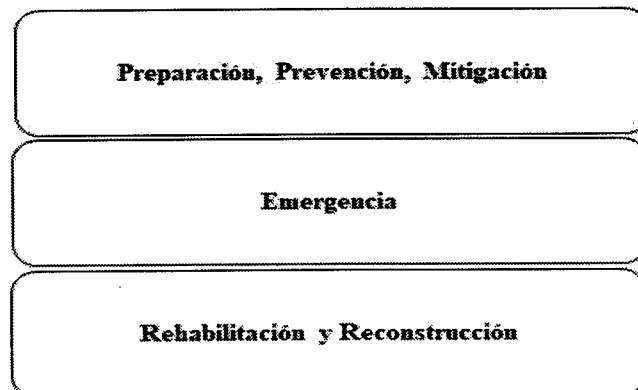 Preparación, Prevención, Mitigación
Emergencia
Rehabilitación y Reconstrucción